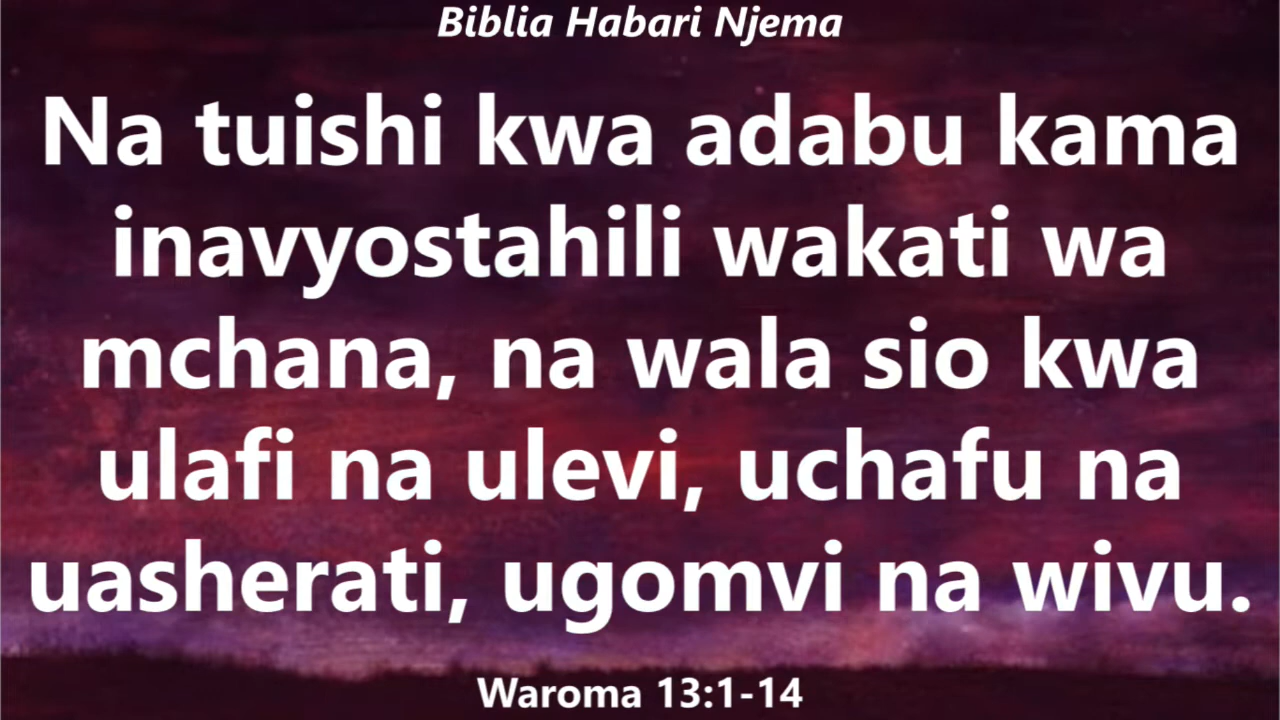 Biblia Habari Njema
Na tuishi kwa adabu kama
inavyostahili wakati wa
mchana, na wala sio kwa
ulafi na ulevi, uchafu na
uasherati, ugomvi na wivu.
Waroma 13:1-14